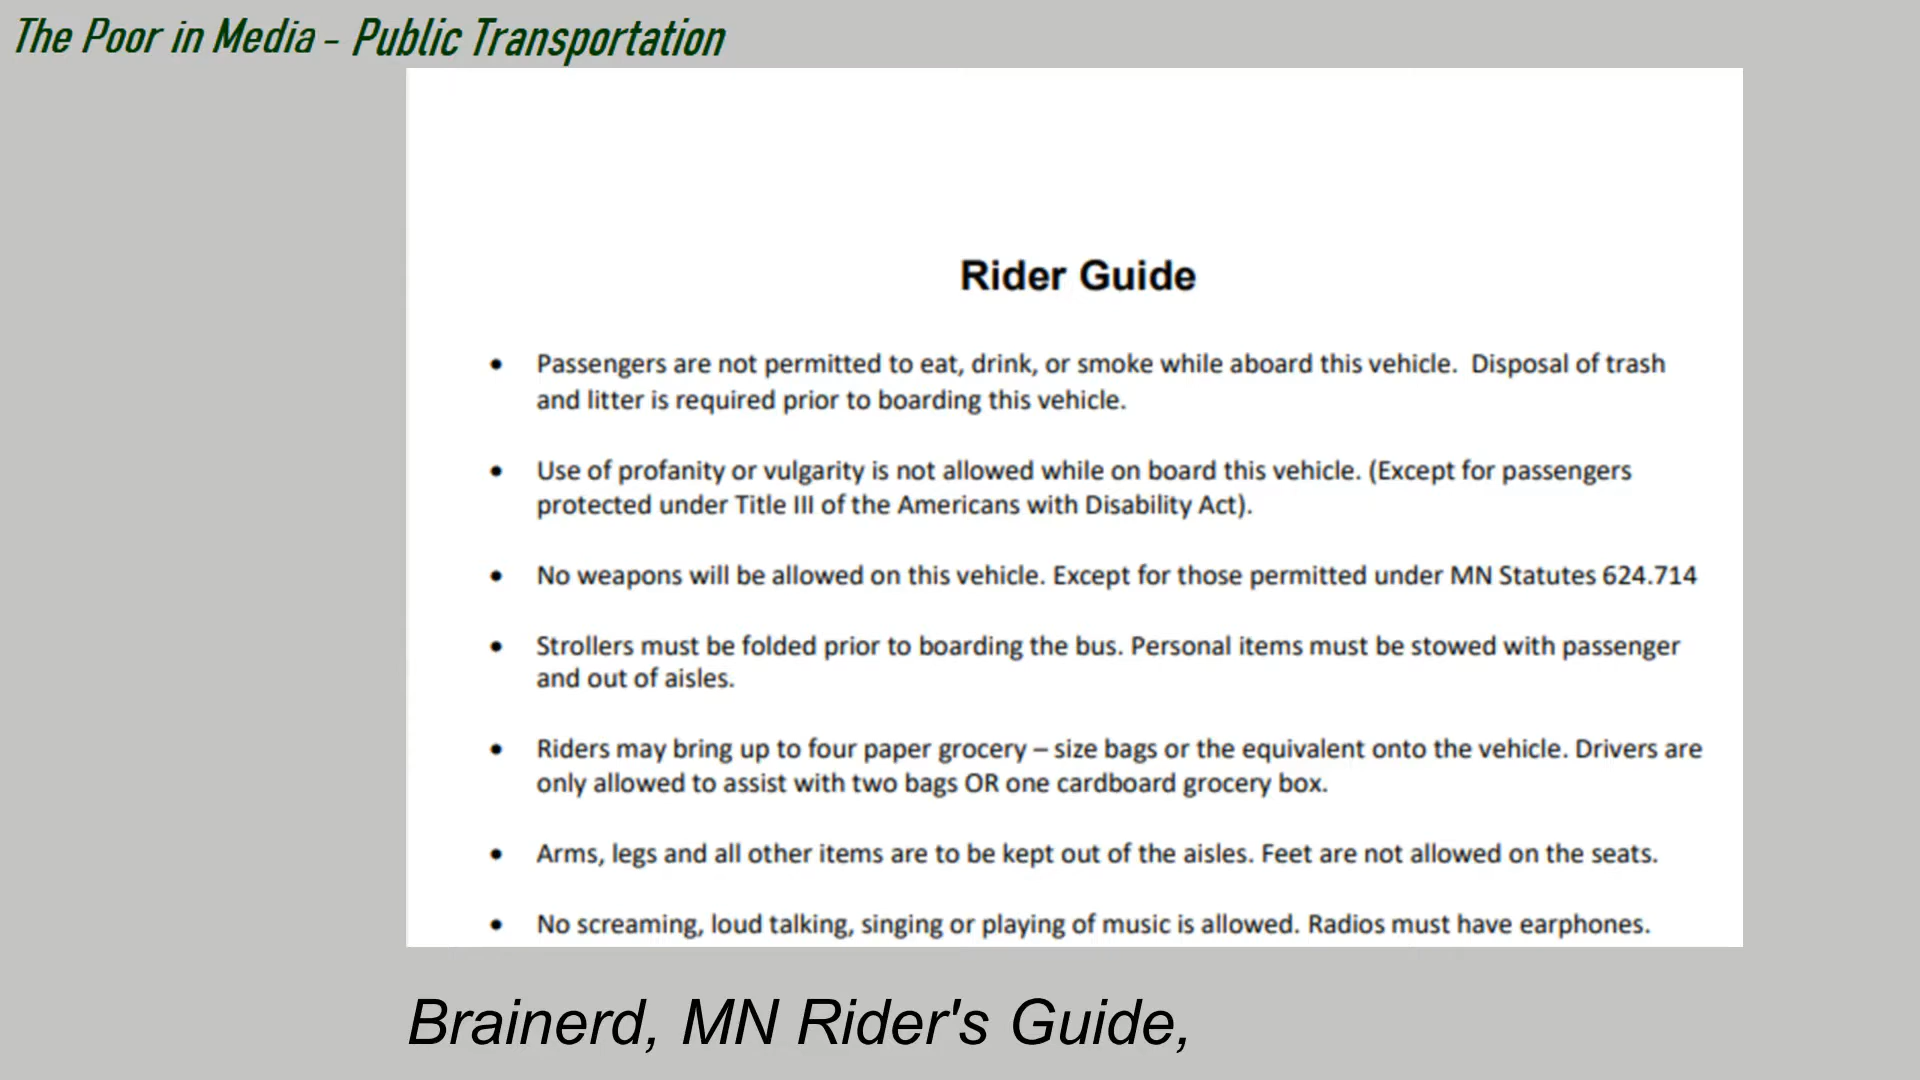 The Poor in Media - Public Transportation
Rider Guide
• Passengers are not permitted to eat, drink, or smoke while aboard this vehicle. Disposal of trash
and litter is required prior to boarding this vehicle.
• Use of profanity or vulgarity is not allowed while on board this vehicle. (Except for passengers
protected under Title III of the Americans with Disability Act).
• No weapons will be allowed on this vehicle. Except for those permitted under MN Statutes 624.714
• Strollers must be folded prior to boarding the bus. Personal items must be stowed with passenger
and out of aisles.
• Riders may bring up to four paper grocery – size bags or the equivalent onto the vehicle. Drivers are
only allowed to assist with two bags OR one cardboard grocery box.
• Arms, legs and all other items are to be kept out of the aisles. Feet are not allowed on the seats.
• No screaming, loud talking, singing or playing of music is allowed. Radios must have earphones.
Brainerd, MN Rider's Guide,